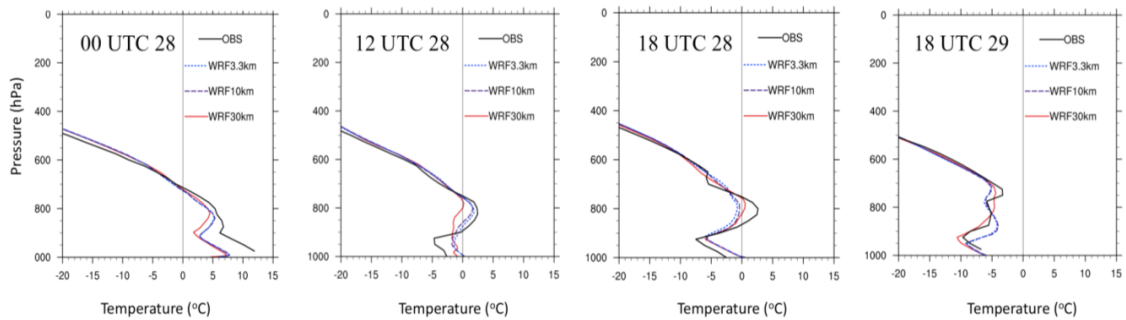 00 UTC 28
OBS
WRF3.3km
WRF10km
WRF30km
Pressure (hPa)
0
200
400
600
800
000
-20 -15 -10 -5 0 5 10 15
Temperature (°C)
12 UTC 28
OBS
WRF3.3km
WRF10km
WRF30km
0
200
400
600
800
1000
-20 -15 -10 -5 0 5 10 15
Temperature (°C)
18 UTC 28
OBS
WRF3.3km
WRF10km
WRF30km
0
200
400
600
800
1000
-20 -15 -10 -5 0 5 10 15
Temperature (°C)
18 UTC 29
OBS
WRF3.3km
WRF10km
WRF30km
0
200
400
600
800
1000
-20 -15 -10 -5 0 5 10 15
Temperature (°C)